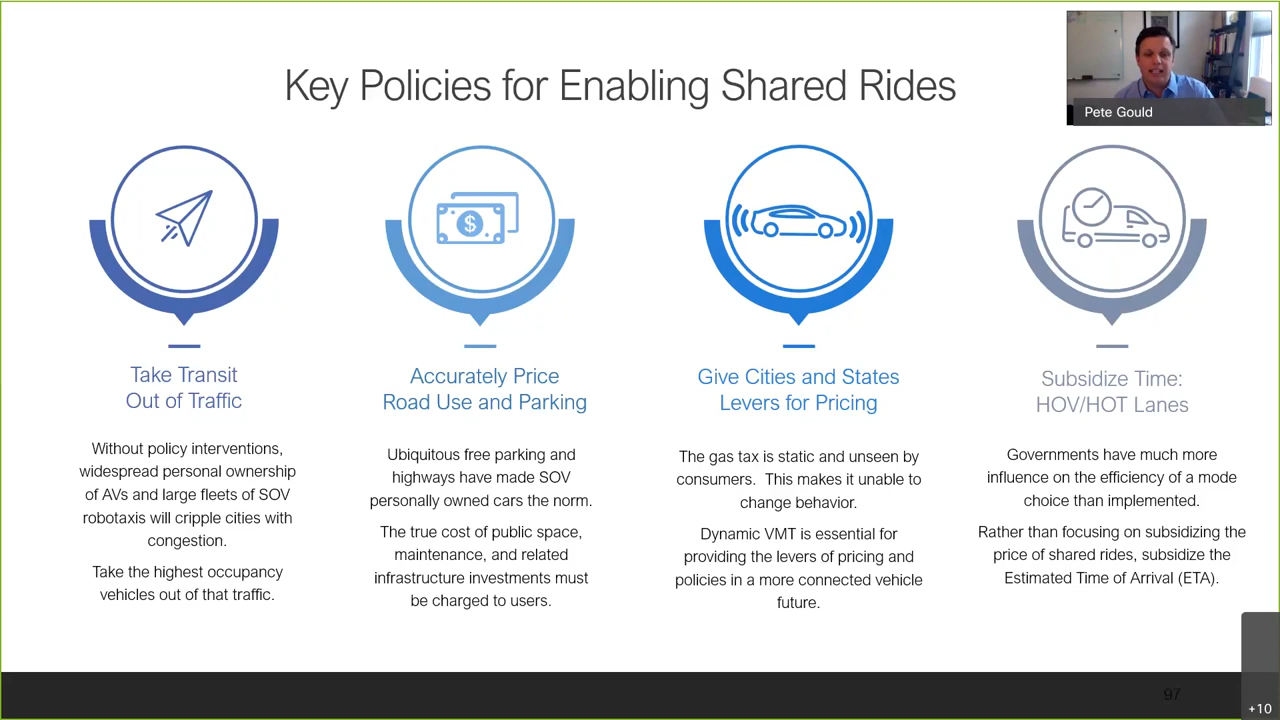 Key Policies for Enabling Shared Rides
Pete Gould
$
Take Transit
Out of Traffic
Without policy interventions,
widespread personal ownership
of AVs and large fleets of SOV
robotaxis will cripple cities with
congestion.
Take the highest occupancy
vehicles out of that traffic.
Accurately Price
Road Use and Parking
Ubiquitous free parking and
highways have made SOV
personally owned cars the norm.
The true cost of public space,
maintenance, and related
infrastructure investments must
be charged to users.
Give Cities and States
Levers for Pricing
The gas tax is static and unseen by
consumers.  This makes it unable to
change behavior.
Dynamic VMT is essential for
providing the levers of pricing and
policies in a more connected vehicle
future.
Subsidize Time:
HOV/HOT Lanes
Governments have much more
influence on the efficiency of a mode
choice than implemented.
Rather than focusing on subsidizing the
price of shared rides, subsidize the
Estimated Time of Arrival (ETA).
97
+10